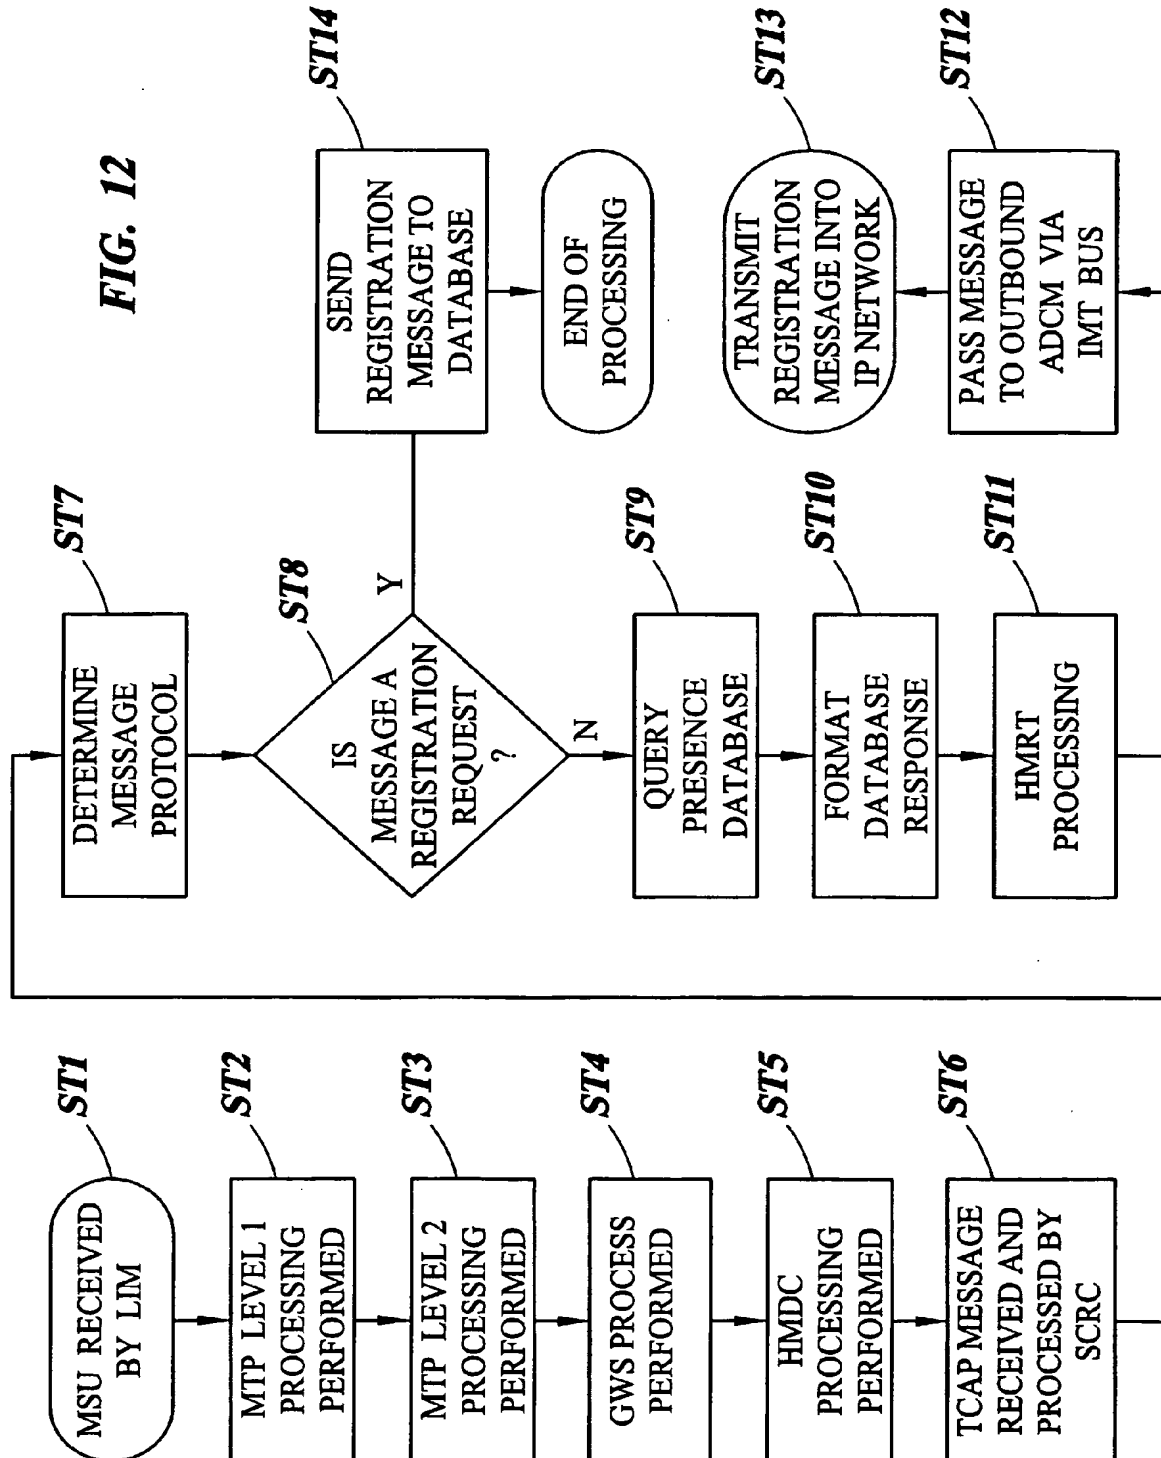 FIG. 12
ST1
MSU RECEIVED
BY LIM
ST2
MTP LEVEL 1
PROCESSING
PERFORMED
ST3
MTP LEVEL 2
PROCESSING
PERFORMED
ST4
GWS PROCESS
PERFORMED
ST5
HMDC
PROCESSING
PERFORMED
ST6
TCAP MESSAGE
RECEIVED AND
PROCESSED BY
SCRC
ST7
DETERMINE
MESSAGE
PROTOCOL
ST8
IS
MESSAGE A
REGISTRATION
REQUEST
?
Y
N
ST9
QUERY
PRESENCE
DATABASE
ST10
FORMAT
DATABASE
RESPONSE
ST11
HMRT
PROCESSING
ST14
SEND
REGISTRATION
MESSAGE TO
DATABASE
END OF
PROCESSING
ST13
TRANSMIT
REGISTRATION
MESSAGE INTO
IP NETWORK
ST12
PASS MESSAGE
TO OUTBOUND
ADCM VIA
IMT BUS